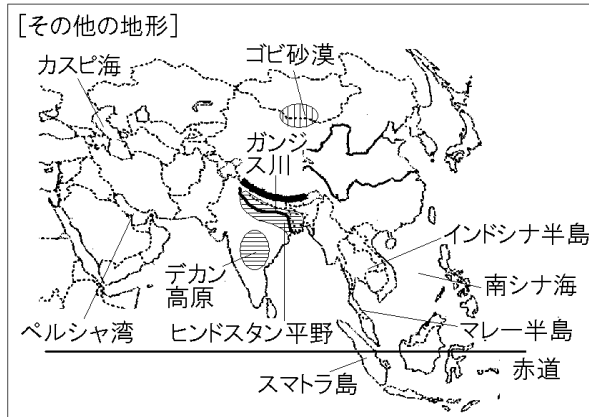 [その他の地形]
カスピ海
ゴビ砂漠
ガンジ
ス川
インドシナ半島
デカン
高原
南シナ海
ペルシャ湾
ヒンドスタン平野
マレー半島
赤道
スマトラ島